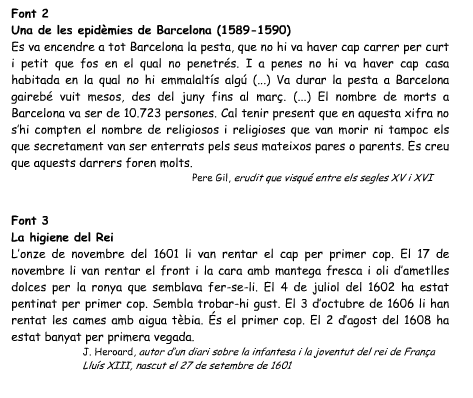 Font 2
Una de les epidèmies de Barcelona (1589-1590)
Es va encendre a tot Barcelona la pesta, que no hi va haver cap carrer per curt
i petit que fos en el qual no penetrés. I a penes no hi va haver cap casa
habitada en la qual no hi emmalaltís algú (...) Va durar la pesta a Barcelona
gairebé vuit mesos, des del juny fins al març. (...) El nombre de morts a
Barcelona va ser de 10.723 persones. Cal tenir present que en aquesta xifra no
s'hi compten el nombre de religiosos i religioses que van morir ni tampoc els
que secretament van ser enterrats pels seus mateixos pares o parents. Es creu
que aquests darrers foren molts.
Pere Gil, erudit que visqué entre els segles XV i XVI
Font 3
La higiene del Rei
L'onze de novembre del 1601 li van rentar el cap per primer cop. El 17 de
novembre li van rentar el front i la cara amb mantega fresca i oli d'ametlles
dolces per la ronya que semblava fer-se-li. El 4 de juliol del 1602 ha estat
pentinat per primer cop. Sembla trobar-hi gust. El 3 d'octubre de 1606 li han
rentat les cames amb aigua tèbia. És el primer cop. El 2 d'agost del 1608 ha
estat banyat per primera vegada.
J. Heroard, autor d'un diari sobre la infantesa i la joventut del rei de França
Lluís XIII, nascut el 27 de setembre de 1601